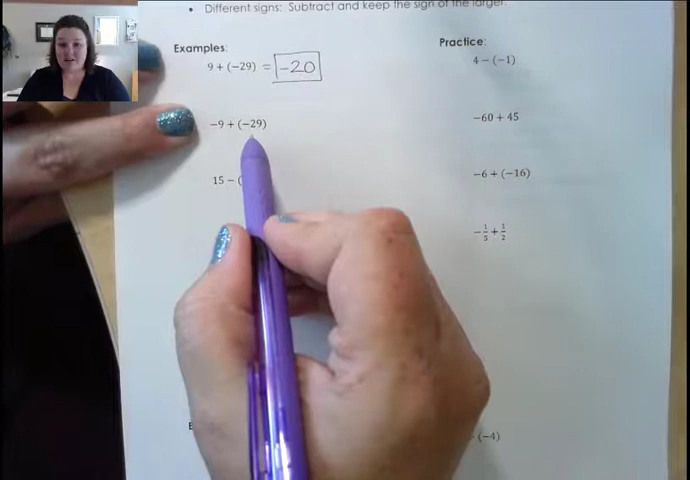 • Different signs: Subtract and keep the sign of the larger.
Examples:
9 + (−29) = −20
−9 + (−29)
15 − (
Practice:
4 − (−1)
−60 + 45
−6 + (−16)
−1/5 + 1/2
(−4)